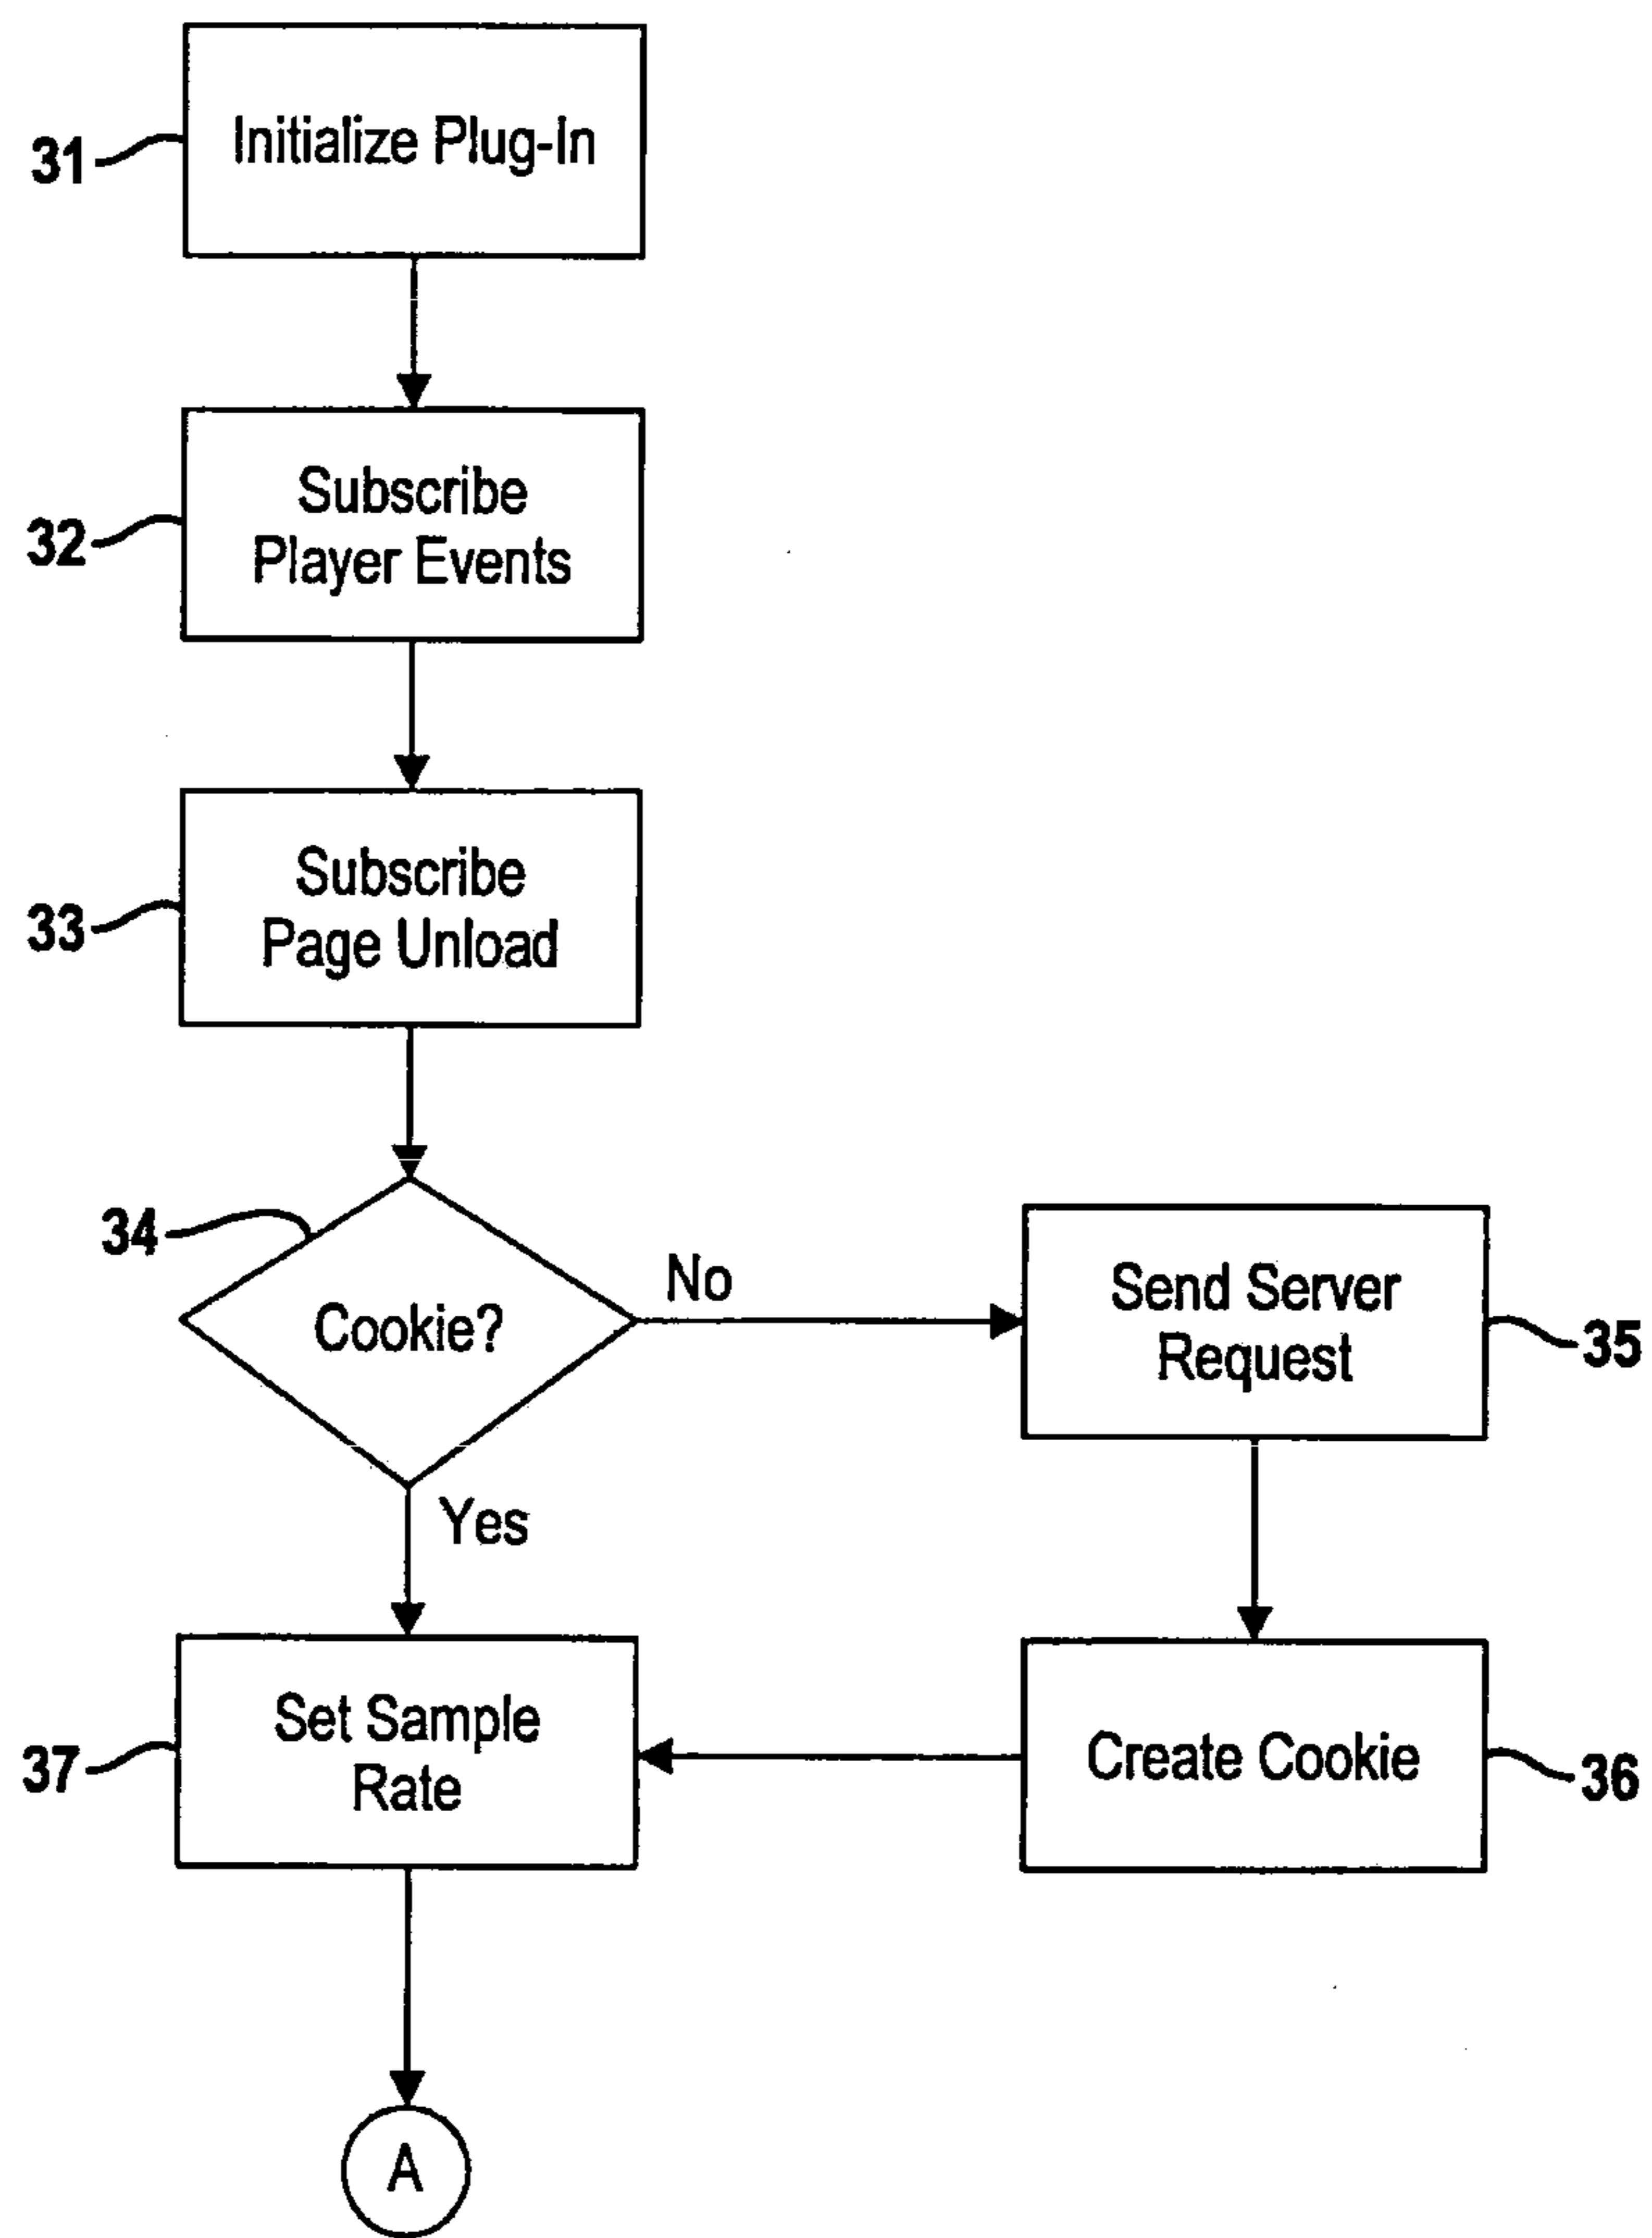 31
Initialize Plug-In
32
Subscribe
Player Events
33
Subscribe
Page Unload
34
Cookie?
No
Send Server
Request
35
Yes
37
Set Sample
Rate
Create Cookie
36
A